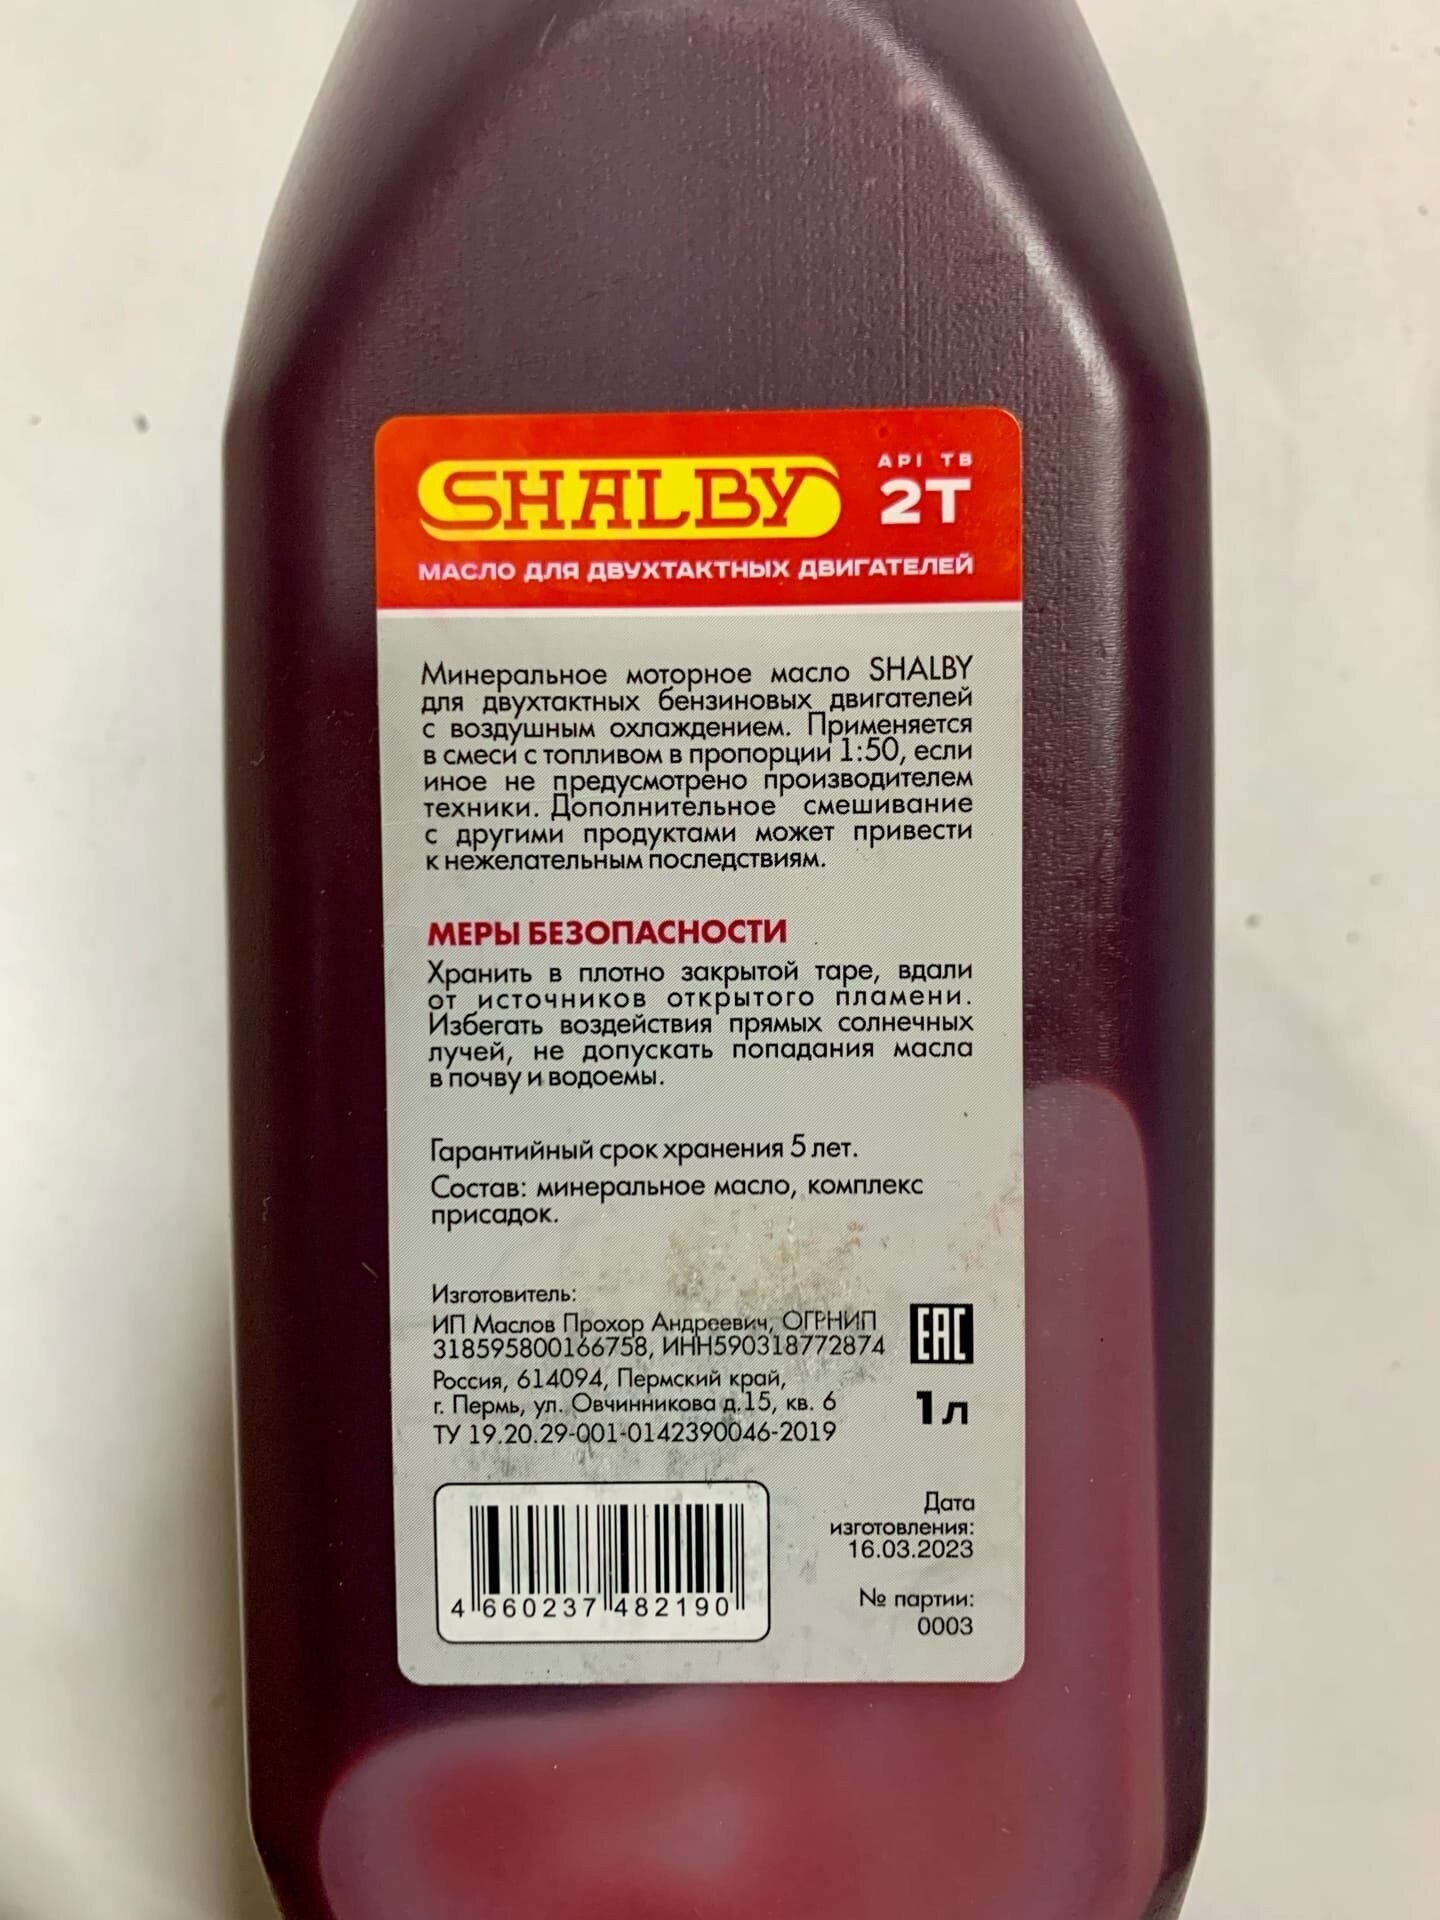 SHALBY
API TB
2T
МАСЛО ДЛЯ ДВУХТАКТНЫХ ДВИГАТЕЛЕЙ
Минеральное моторное масло SHALBY
для двухтактных бензиновых двигателей
с воздушным охлаждением. Применяется
в смеси с топливом в пропорции 1:50, если
иное не предусмотрено производителем
техники. Дополнительное смешивание
с другими продуктами может привести
к нежелательным последствиям.
МЕРЫ БЕЗОПАСНОСТИ
Хранить в плотно закрытой таре, вдали
от источников открытого пламени.
Избегать воздействия прямых солнечных
лучей, не допускать попадания масла
в почву и водоемы.
Гарантийный срок хранения 5 лет.
Состав: минеральное масло, комплекс
присадок.
Изготовитель:
ИП Маслов Прохор Андреевич, ОГРНИП
318595800166758, ИНН590318772874
Россия, 614094, Пермский край,
г. Пермь, ул. Овчинникова д.15, кв. 6
ТУ 19.20.29-001-0142390046-2019
EAC
1 л
4 660237 482190
Дата
изготовления:
16.03.2023
№ партии:
0003